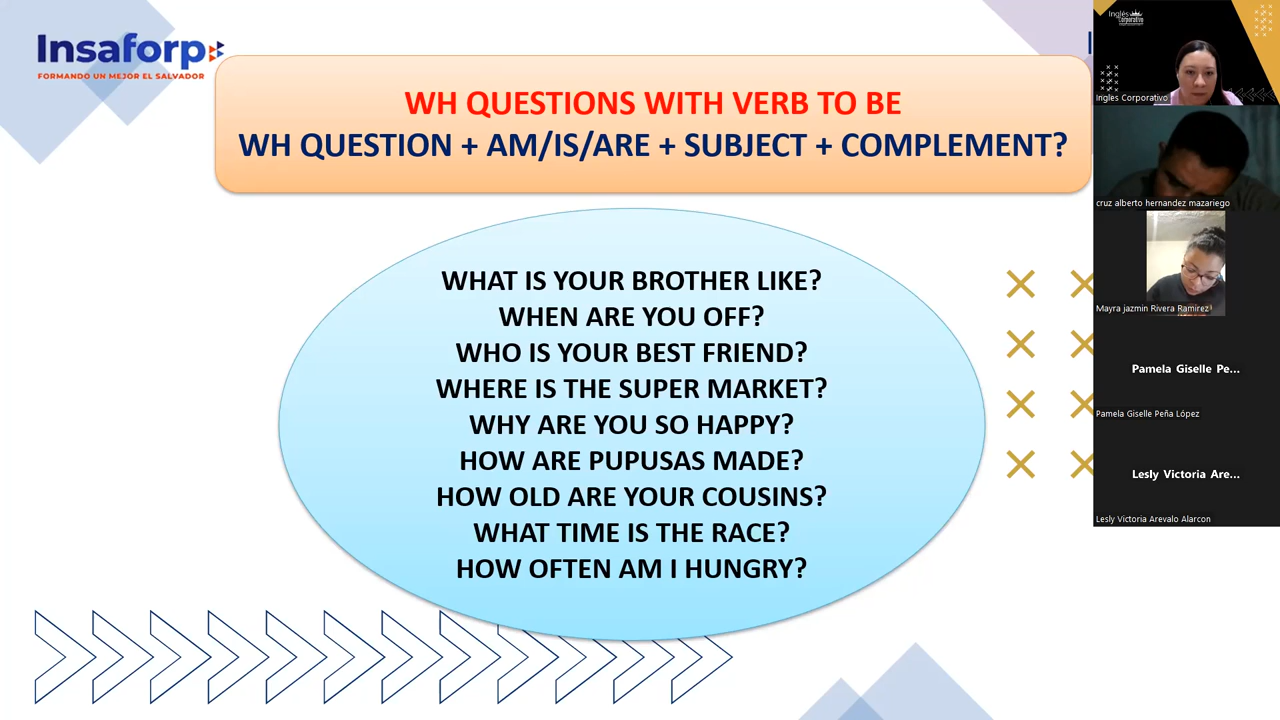 Insaforp
FORMANDO UN MEJOR EL SALVADOR
WH QUESTIONS WITH VERB TO BE
WH QUESTION + AM/IS/ARE + SUBJECT + COMPLEMENT?
WHAT IS YOUR BROTHER LIKE?
WHEN ARE YOU OFF?
WHO IS YOUR BEST FRIEND?
WHERE IS THE SUPER MARKET?
WHY ARE YOU SO HAPPY?
HOW ARE PUPUSAS MADE?
HOW OLD ARE YOUR COUSINS?
WHAT TIME IS THE RACE?
HOW OFTEN AM I HUNGRY?
Inglés
Corporativo
Ingles Corporativo
cruz alberto hernandez mazariego
Mayra jazmin Rivera Ramirez
Pamela Giselle Pe...
Pamela Giselle Peña López
Lesly Victoria Are...
Lesly Victoria Arevalo Alarcon